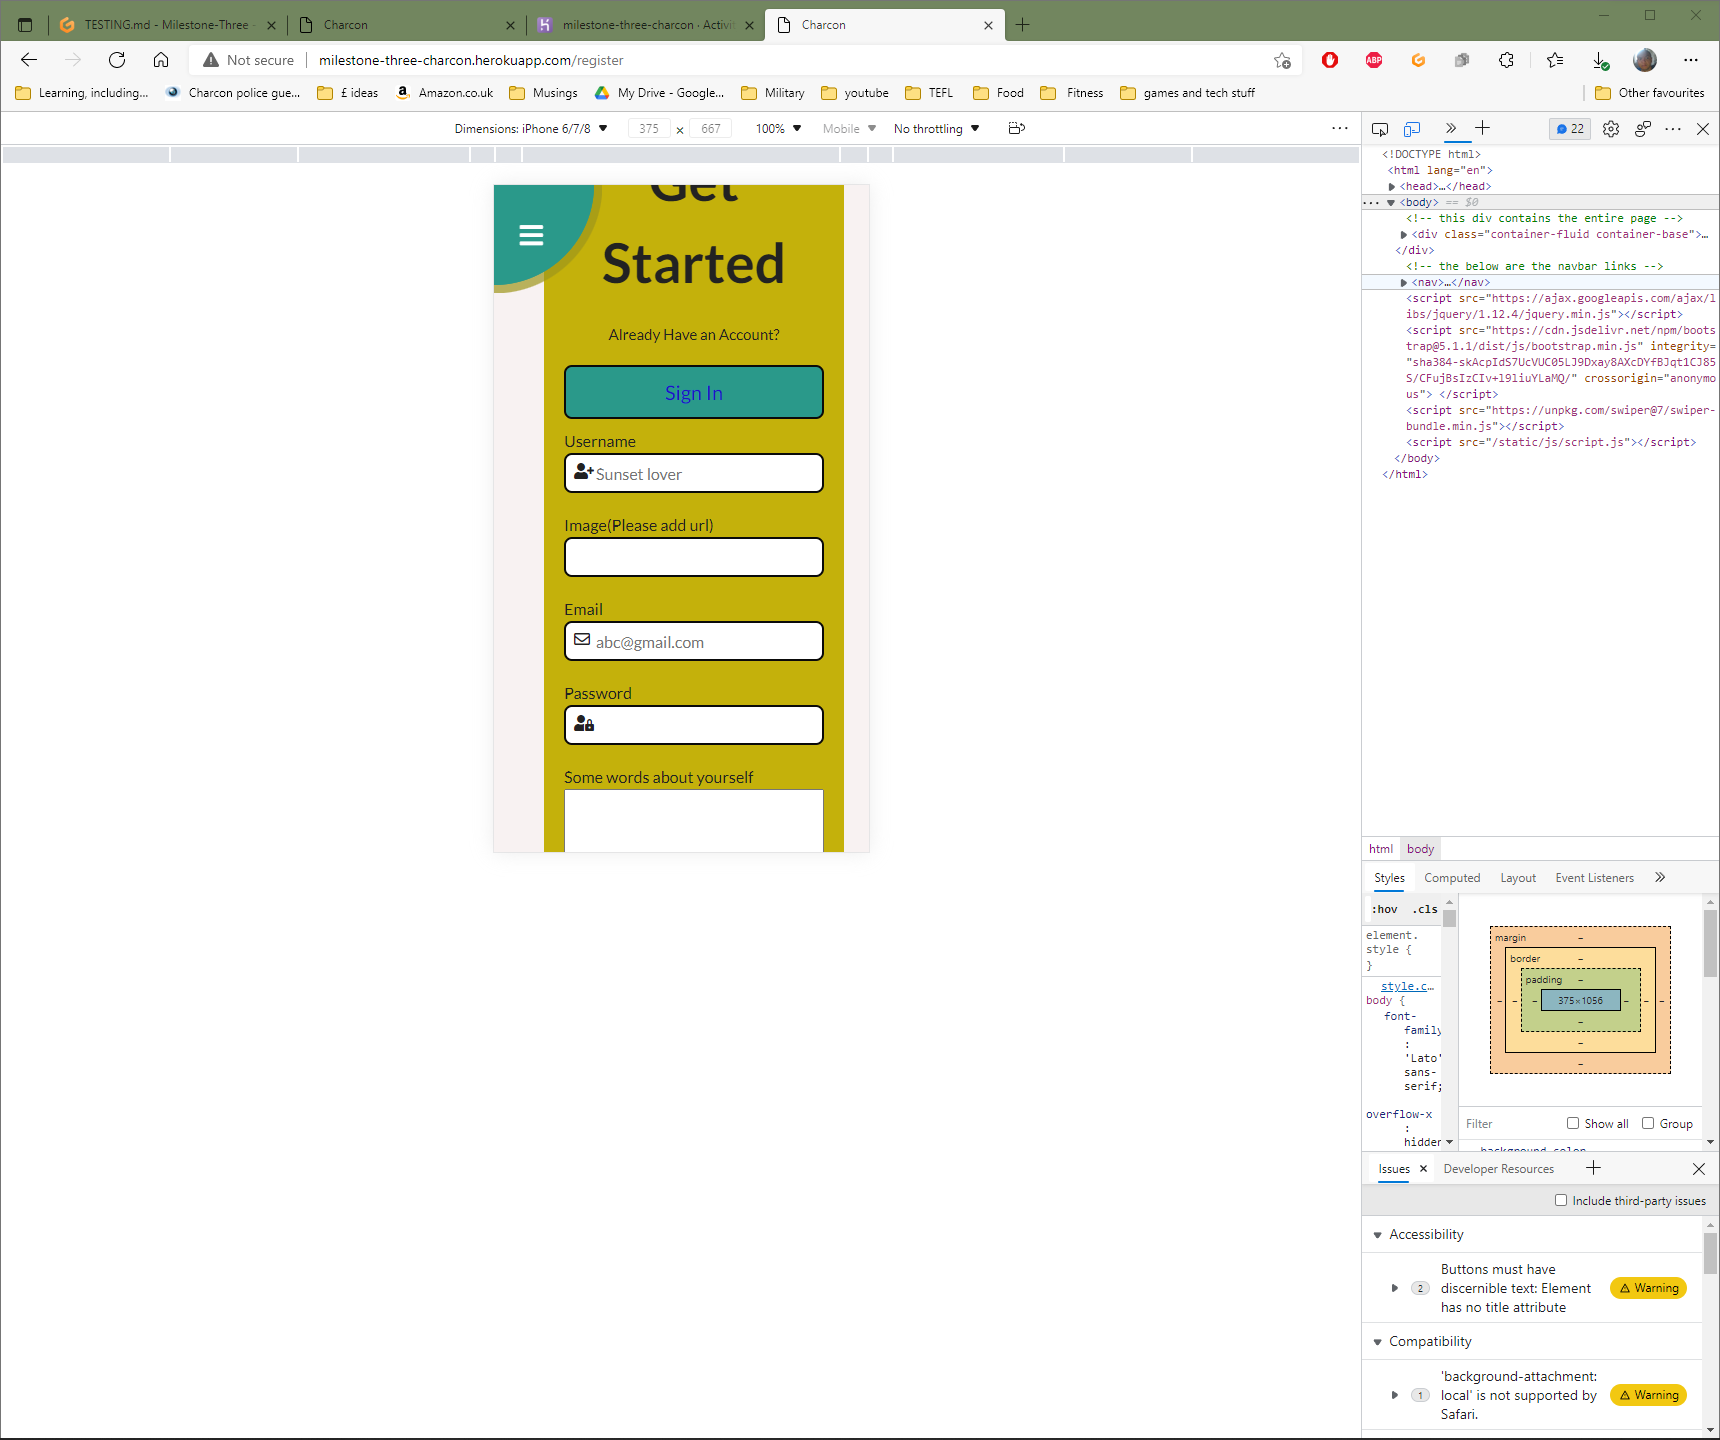 TESTING.md - Milestone-Three -
Charcon
milestone-three-charcon · Activit
Charcon
Not secure
milestone-three-charcon.herokuapp.com/register
ABP
Learning, including...
Charcon police gue...
£ ideas
Amazon.co.uk
Musings
My Drive - Google...
Military
youtube
TEFL
Food
Fitness
games and tech stuff
Other favourites
Dimensions: iPhone 6/7/8
375
×
667
100%
Mobile
No throttling
22
Get
Started
Already Have an Account?
Sign In
Username
Sunset lover
Image(Please add url)
Email
abc@gmail.com
Password
Some words about yourself
<!DOCTYPE html>
<html lang="en">
<head>…</head>
<body> == $0
<!-- this div contains the entire page -->
<div class="container-fluid container-base">…
</div>
<!-- the below are the navbar links -->
<nav>…</nav>
<script src="https://ajax.googleapis.com/ajax/l
ibs/jquery/1.12.4/jquery.min.js"></script>
<script src="https://cdn.jsdelivr.net/npm/boots
trap@5.1.1/dist/js/bootstrap.min.js" integrity=
"sha384-skAcpIdS7UcVUC05LJ9Dxay8AXcDYfBJqt1CJ85
S/CFujBsIzCIv+l9liuYLaMQ/" crossorigin="anonymo
us"> </script>
<script src="https://unpkg.com/swiper@7/swiper-
bundle.min.js"></script>
<script src="/static/js/script.js"></script>
</body>
</html>
html
body
Styles
Computed
Layout
Event Listeners
:hov
.cls
element.
style {
}
style.c…
body {
font-
family
:
'Lato'
sans-
serif;
overflow-x
:
hidden
margin
–
border
–
padding
–
375×1056
Filter
Show all
Group
background-color
Issues
Developer Resources
Include third-party issues
Accessibility
2
Buttons must have
discernible text: Element
has no title attribute
Warning
Compatibility
1
'background-attachment:
local' is not supported by
Safari.
Warning